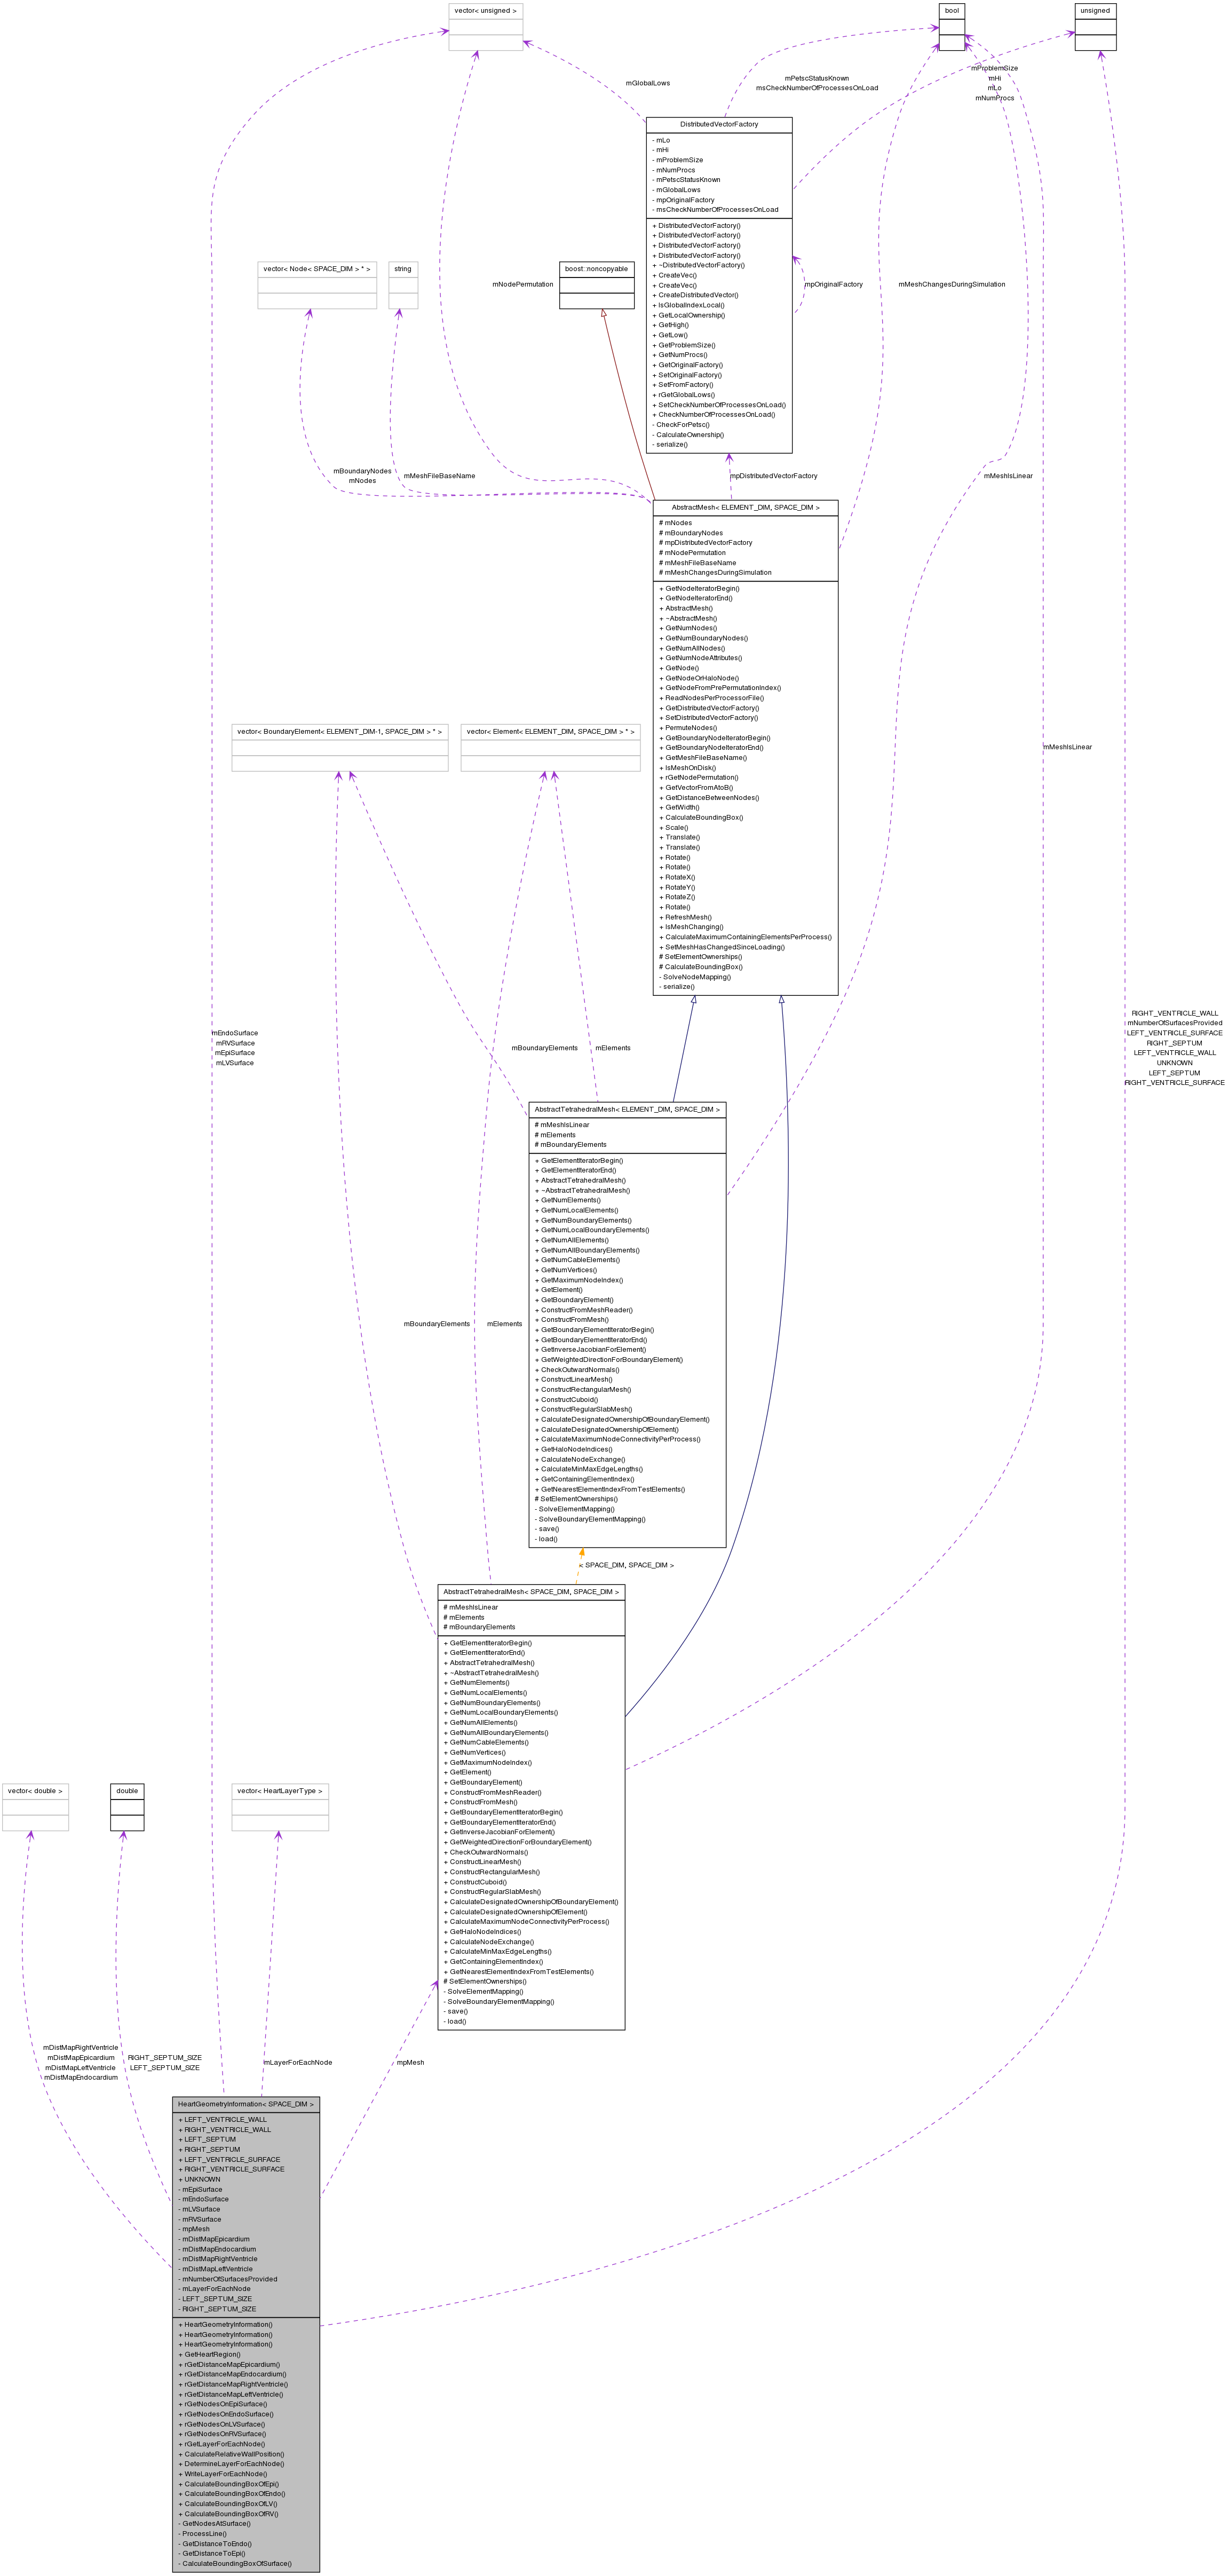 vector< unsigned >
bool
unsigned
mProblemSize
mHi
mLo
mNumProcs
mPetscStatusKnown
msCheckNumberOfProcessesOnLoad
mGlobalLows
DistributedVectorFactory
- mLo
- mHi
- mProblemSize
- mNumProcs
- mPetscStatusKnown
- mGlobalLows
- mpOriginalFactory
- msCheckNumberOfProcessesOnLoad
+ DistributedVectorFactory()
+ DistributedVectorFactory()
+ DistributedVectorFactory()
+ DistributedVectorFactory()
+ ~DistributedVectorFactory()
+ CreateVec()
+ CreateVec()
+ CreateDistributedVector()
+ IsGlobalIndexLocal()
+ GetLocalOwnership()
+ GetHigh()
+ GetLow()
+ GetProblemSize()
+ GetNumProcs()
+ GetOriginalFactory()
+ SetOriginalFactory()
+ SetFromFactory()
+ rGetGlobalLows()
+ SetCheckNumberOfProcessesOnLoad()
+ CheckNumberOfProcessesOnLoad()
- CheckForPetsc()
- CalculateOwnership()
- serialize()
vector< Node< SPACE_DIM > * >
string
boost::noncopyable
mNodePermutation
mpOriginalFactory
mMeshChangesDuringSimulation
mBoundaryNodes
mNodes
mMeshFileBaseName
mpDistributedVectorFactory
mMeshIsLinear
AbstractMesh< ELEMENT_DIM, SPACE_DIM >
# mNodes
# mBoundaryNodes
# mpDistributedVectorFactory
# mNodePermutation
# mMeshFileBaseName
# mMeshChangesDuringSimulation
+ GetNodeIteratorBegin()
+ GetNodeIteratorEnd()
+ AbstractMesh()
+ ~AbstractMesh()
+ GetNumNodes()
+ GetNumBoundaryNodes()
+ GetNumAllNodes()
+ GetNumNodeAttributes()
+ GetNode()
+ GetNodeOrHaloNode()
+ GetNodeFromPrePermutationIndex()
+ ReadNodesPerProcessorFile()
+ GetDistributedVectorFactory()
+ SetDistributedVectorFactory()
+ PermuteNodes()
+ GetBoundaryNodeIteratorBegin()
+ GetBoundaryNodeIteratorEnd()
+ GetMeshFileBaseName()
+ IsMeshOnDisk()
+ rGetNodePermutation()
+ GetVectorFromAtoB()
+ GetDistanceBetweenNodes()
+ GetWidth()
+ CalculateBoundingBox()
+ Scale()
+ Translate()
+ Translate()
+ Rotate()
+ Rotate()
+ RotateX()
+ RotateY()
+ RotateZ()
+ Rotate()
+ RefreshMesh()
+ IsMeshChanging()
+ CalculateMaximumContainingElementsPerProcess()
+ SetMeshHasChangedSinceLoading()
# SetElementOwnerships()
# CalculateBoundingBox()
- SolveNodeMapping()
- serialize()
vector< BoundaryElement< ELEMENT_DIM-1, SPACE_DIM > * >
vector< Element< ELEMENT_DIM, SPACE_DIM > * >
mMeshIsLinear
mEndoSurface
mRVSurface
mEpiSurface
mLVSurface
mBoundaryElements
mElements
RIGHT_VENTRICLE_WALL
mNumberOfSurfacesProvided
LEFT_VENTRICLE_SURFACE
RIGHT_SEPTUM
LEFT_VENTRICLE_WALL
UNKNOWN
LEFT_SEPTUM
RIGHT_VENTRICLE_SURFACE
AbstractTetrahedralMesh< ELEMENT_DIM, SPACE_DIM >
# mMeshIsLinear
# mElements
# mBoundaryElements
+ GetElementIteratorBegin()
+ GetElementIteratorEnd()
+ AbstractTetrahedralMesh()
+ ~AbstractTetrahedralMesh()
+ GetNumElements()
+ GetNumLocalElements()
+ GetNumBoundaryElements()
+ GetNumLocalBoundaryElements()
+ GetNumAllElements()
+ GetNumAllBoundaryElements()
+ GetNumCableElements()
+ GetNumVertices()
+ GetMaximumNodeIndex()
+ GetElement()
+ GetBoundaryElement()
+ ConstructFromMeshReader()
+ ConstructFromMesh()
+ GetBoundaryElementIteratorBegin()
+ GetBoundaryElementIteratorEnd()
+ GetInverseJacobianForElement()
+ GetWeightedDirectionForBoundaryElement()
+ CheckOutwardNormals()
+ ConstructLinearMesh()
+ ConstructRectangularMesh()
+ ConstructCuboid()
+ ConstructRegularSlabMesh()
+ CalculateDesignatedOwnershipOfBoundaryElement()
+ CalculateDesignatedOwnershipOfElement()
+ CalculateMaximumNodeConnectivityPerProcess()
+ GetHaloNodeIndices()
+ CalculateNodeExchange()
+ CalculateMinMaxEdgeLengths()
+ GetContainingElementIndex()
+ GetNearestElementIndexFromTestElements()
# SetElementOwnerships()
- SolveElementMapping()
- SolveBoundaryElementMapping()
- save()
- load()
mBoundaryElements
mElements
< SPACE_DIM, SPACE_DIM >
AbstractTetrahedralMesh< SPACE_DIM, SPACE_DIM >
# mMeshIsLinear
# mElements
# mBoundaryElements
+ GetElementIteratorBegin()
+ GetElementIteratorEnd()
+ AbstractTetrahedralMesh()
+ ~AbstractTetrahedralMesh()
+ GetNumElements()
+ GetNumLocalElements()
+ GetNumBoundaryElements()
+ GetNumLocalBoundaryElements()
+ GetNumAllElements()
+ GetNumAllBoundaryElements()
+ GetNumCableElements()
+ GetNumVertices()
+ GetMaximumNodeIndex()
+ GetElement()
+ GetBoundaryElement()
+ ConstructFromMeshReader()
+ ConstructFromMesh()
+ GetBoundaryElementIteratorBegin()
+ GetBoundaryElementIteratorEnd()
+ GetInverseJacobianForElement()
+ GetWeightedDirectionForBoundaryElement()
+ CheckOutwardNormals()
+ ConstructLinearMesh()
+ ConstructRectangularMesh()
+ ConstructCuboid()
+ ConstructRegularSlabMesh()
+ CalculateDesignatedOwnershipOfBoundaryElement()
+ CalculateDesignatedOwnershipOfElement()
+ CalculateMaximumNodeConnectivityPerProcess()
+ GetHaloNodeIndices()
+ CalculateNodeExchange()
+ CalculateMinMaxEdgeLengths()
+ GetContainingElementIndex()
+ GetNearestElementIndexFromTestElements()
# SetElementOwnerships()
- SolveElementMapping()
- SolveBoundaryElementMapping()
- save()
- load()
vector< double >
double
vector< HeartLayerType >
mDistMapRightVentricle
mDistMapEpicardium
mDistMapLeftVentricle
mDistMapEndocardium
RIGHT_SEPTUM_SIZE
LEFT_SEPTUM_SIZE
mLayerForEachNode
mpMesh
HeartGeometryInformation< SPACE_DIM >
+ LEFT_VENTRICLE_WALL
+ RIGHT_VENTRICLE_WALL
+ LEFT_SEPTUM
+ RIGHT_SEPTUM
+ LEFT_VENTRICLE_SURFACE
+ RIGHT_VENTRICLE_SURFACE
+ UNKNOWN
- mEpiSurface
- mEndoSurface
- mLVSurface
- mRVSurface
- mpMesh
- mDistMapEpicardium
- mDistMapEndocardium
- mDistMapRightVentricle
- mDistMapLeftVentricle
- mNumberOfSurfacesProvided
- mLayerForEachNode
- LEFT_SEPTUM_SIZE
- RIGHT_SEPTUM_SIZE
+ HeartGeometryInformation()
+ HeartGeometryInformation()
+ HeartGeometryInformation()
+ GetHeartRegion()
+ rGetDistanceMapEpicardium()
+ rGetDistanceMapEndocardium()
+ rGetDistanceMapRightVentricle()
+ rGetDistanceMapLeftVentricle()
+ rGetNodesOnEpiSurface()
+ rGetNodesOnEndoSurface()
+ rGetNodesOnLVSurface()
+ rGetNodesOnRVSurface()
+ rGetLayerForEachNode()
+ CalculateRelativeWallPosition()
+ DetermineLayerForEachNode()
+ WriteLayerForEachNode()
+ CalculateBoundingBoxOfEpi()
+ CalculateBoundingBoxOfEndo()
+ CalculateBoundingBoxOfLV()
+ CalculateBoundingBoxOfRV()
- GetNodesAtSurface()
- ProcessLine()
- GetDistanceToEndo()
- GetDistanceToEpi()
- CalculateBoundingBoxOfSurface()